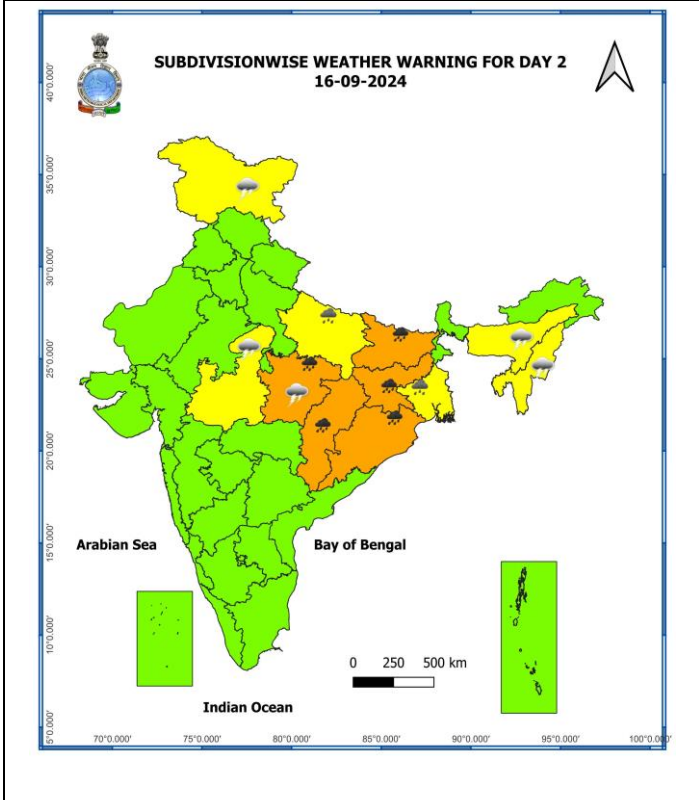 SUBDIVISIONWISE WEATHER WARNING FOR DAY 2
16-09-2024
40°0.000'
35°0.000'
30°0.000'
25°0.000'
20°0.000'
15°0.000'
10°0.000'
5°0.000'
Arabian Sea
Bay of Bengal
0 250 500 km
Indian Ocean
70°0.000' 75°0.000' 80°0.000' 85°0.000' 90°0.000' 95°0.000' 100°0.000'